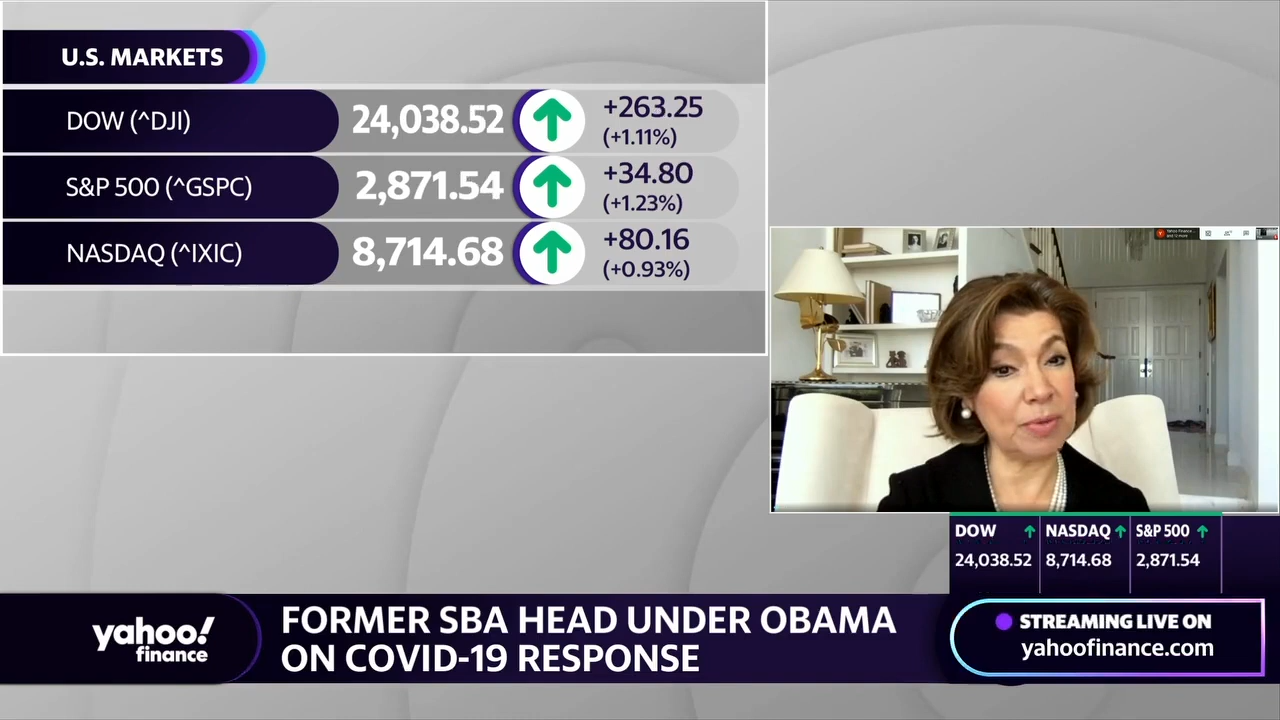 U.S. MARKETS
DOW (^DJI) 24,038.52 +263.25
(+1.11%)
S&P 500 (^GSPC) 2,871.54 +34.80
(+1.23%)
NASDAQ (^IXIC) 8,714.68 +80.16
(+0.93%)
DOW NASDAQ S&P 500
24,038.52 8,714.68 2,871.54
yahoo!
finance
FORMER SBA HEAD UNDER OBAMA
ON COVID-19 RESPONSE
STREAMING LIVE ON
yahoofinance.com